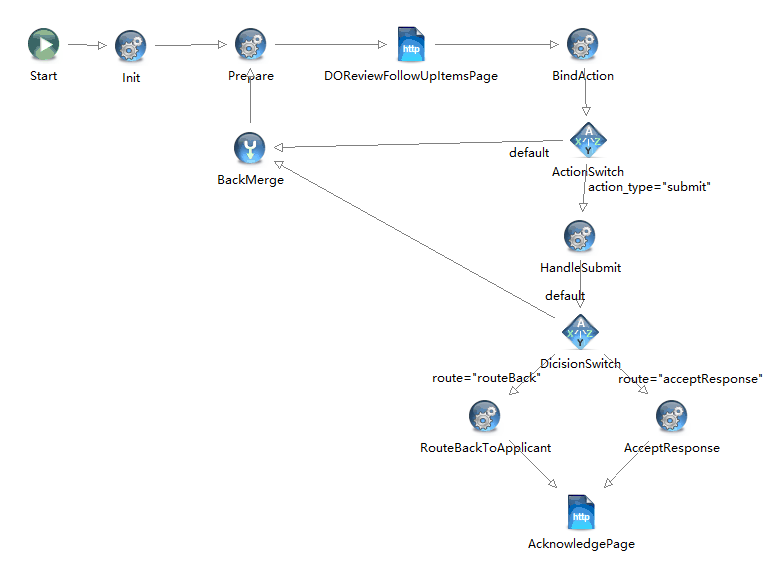 Start
Init
Prepare
http
DOReviewFollowUpItemsPage
BindAction
BackMerge
default
A
X Z
Y
ActionSwitch
action_type="submit"
HandleSubmit
default
A
X Z
Y
DicisionSwitch
route="routeBack"
route="acceptResponse"
RouteBackToApplicant
AcceptResponse
http
AcknowledgePage